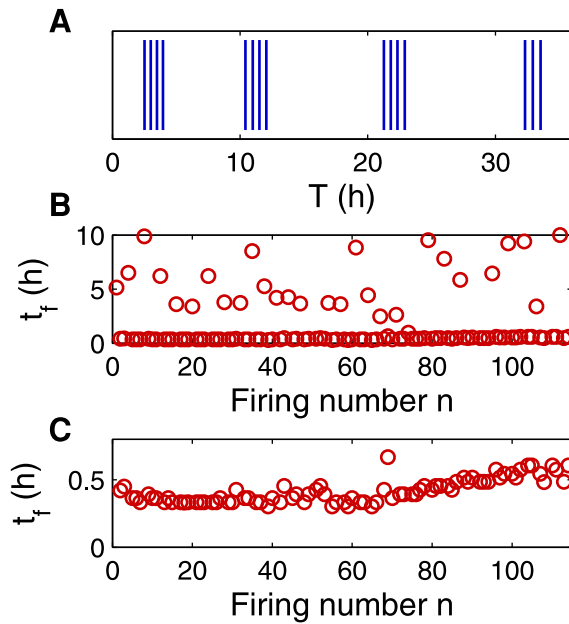 A
0 10 20 30
T (h)
B
10
5
0
t_f (h)
0 20 40 60 80 100
Firing number n
C
0.5
0
t_f (h)
0 20 40 60 80 100
Firing number n